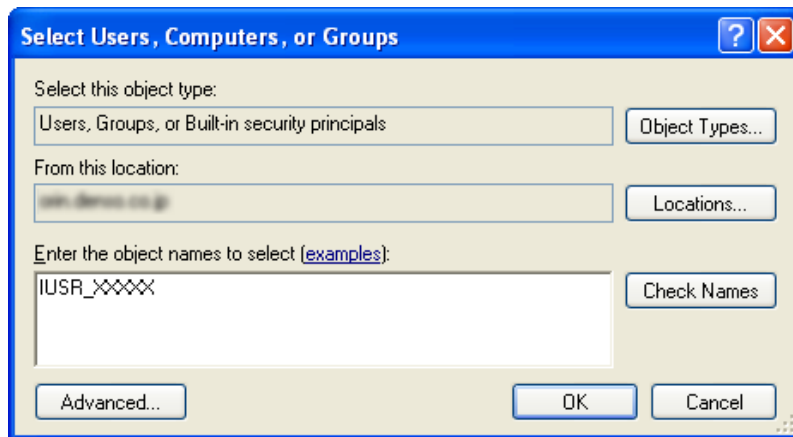 Select Users, Computers, or Groups
Select this object type:
Users, Groups, or Built-in security principals
Object Types...
From this location:
Locations...
Enter the object names to select (examples):
IUSR_XXXXX
Check Names
Advanced...
OK
Cancel